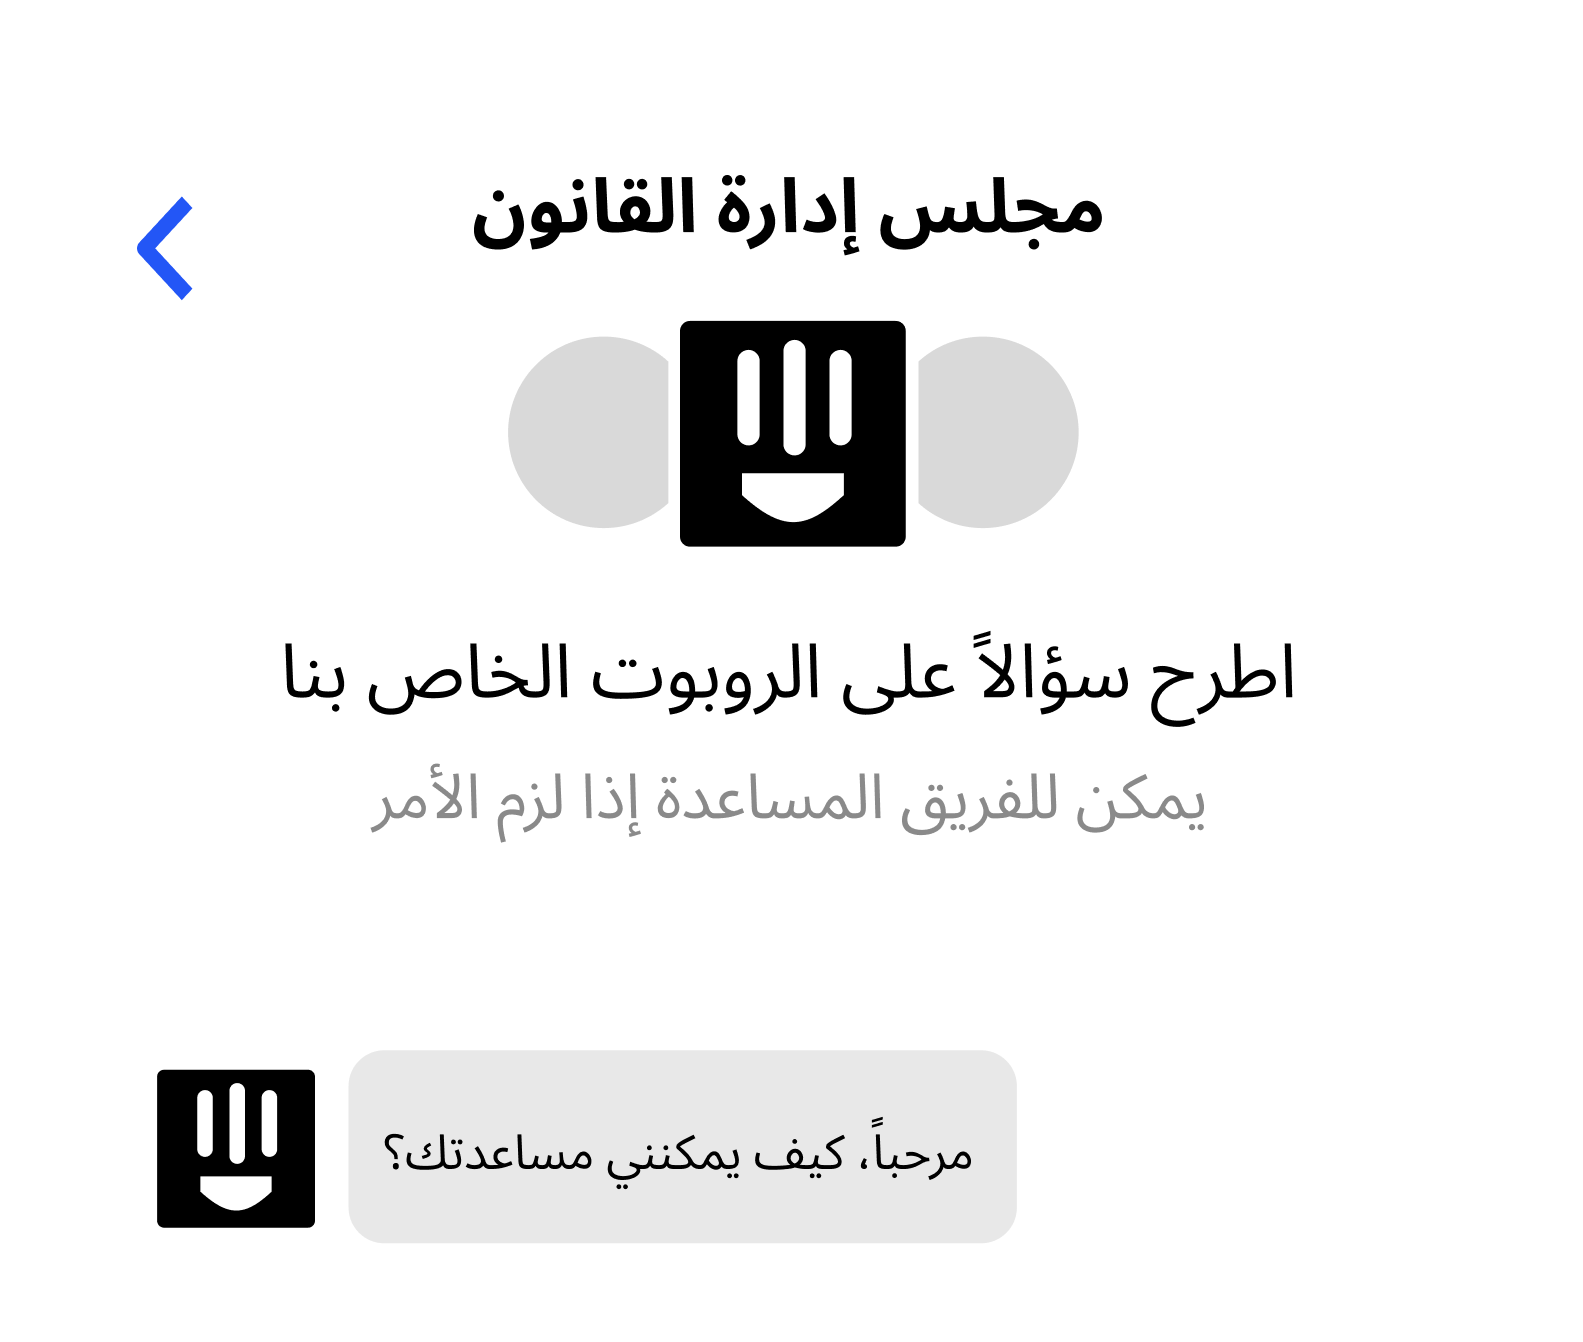 مجلس إدارة القانون
اطرح سؤالاً على الروبوت الخاص بنا
يمكن للفريق المساعدة إذا لزم الأمر
مرحباً، كيف يمكنني مساعدتك؟